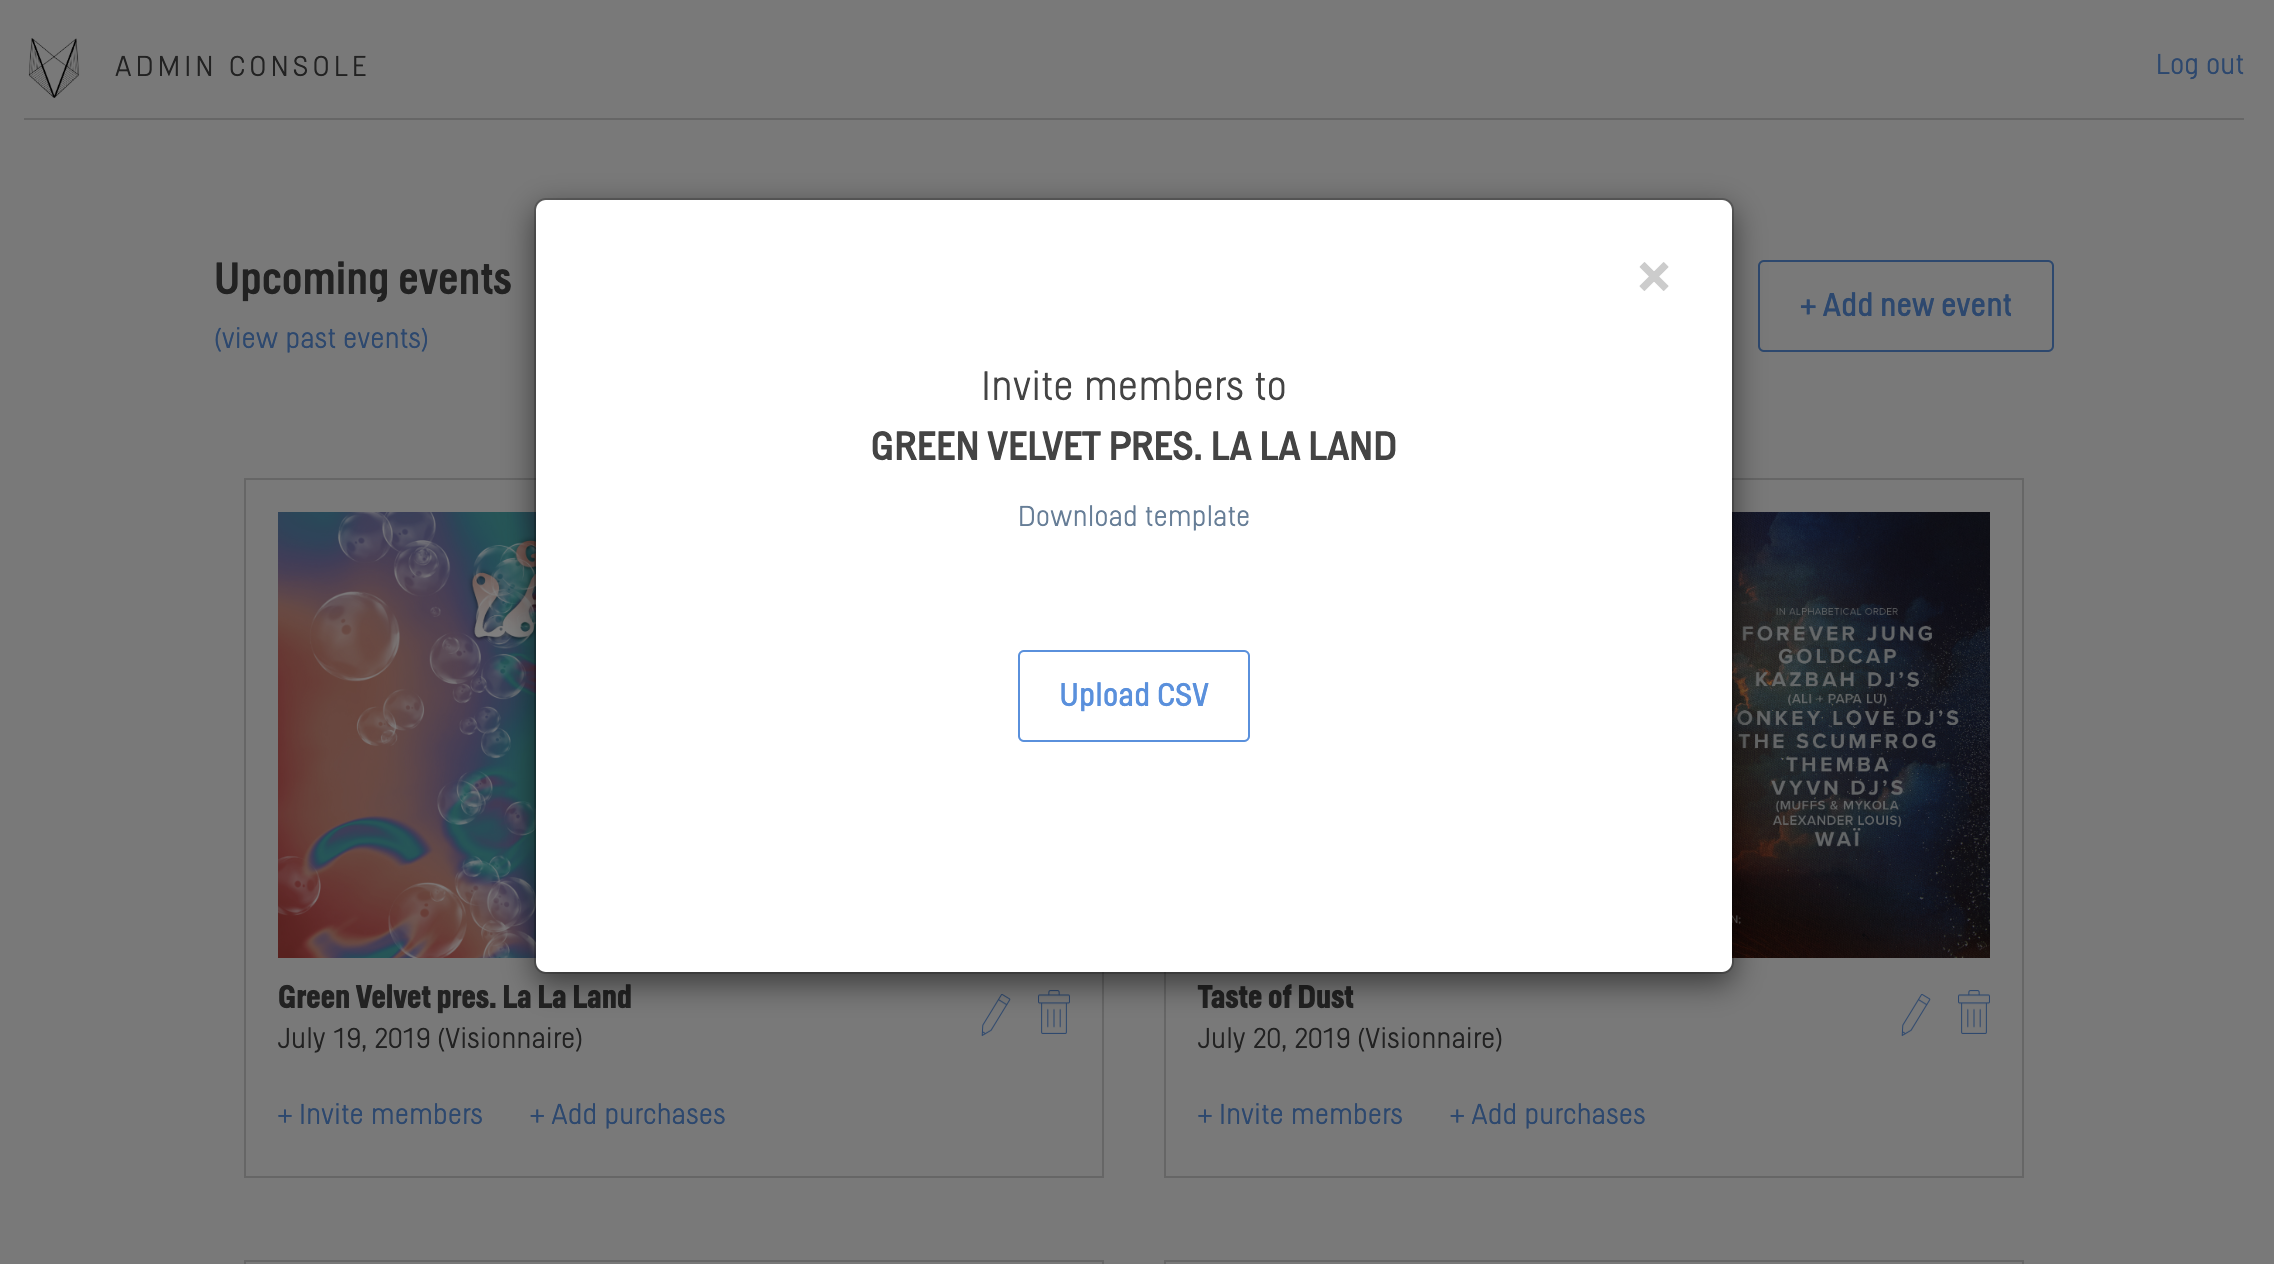 ADMIN CONSOLE
Log out
Upcoming events
(view past events)
+ Add new event
Invite members to
GREEN VELVET PRES. LA LA LAND
Download template
Upload CSV
IN ALPHABETICAL ORDER
FOREVER JUNG
GOLDCAP
KAZBAH DJ'S
(ALI + PAPA LU)
ONKEY LOVE DJ'S
THE SCUMFROG
THEMBA
VYVN DJ'S
(MUFFS & MYKOLA
ALEXANDER LOUIS)
WAÏ
Green Velvet pres. La La Land
July 19, 2019 (Visionnaire)
+ Invite members
+ Add purchases
Taste of Dust
July 20, 2019 (Visionnaire)
+ Invite members
+ Add purchases